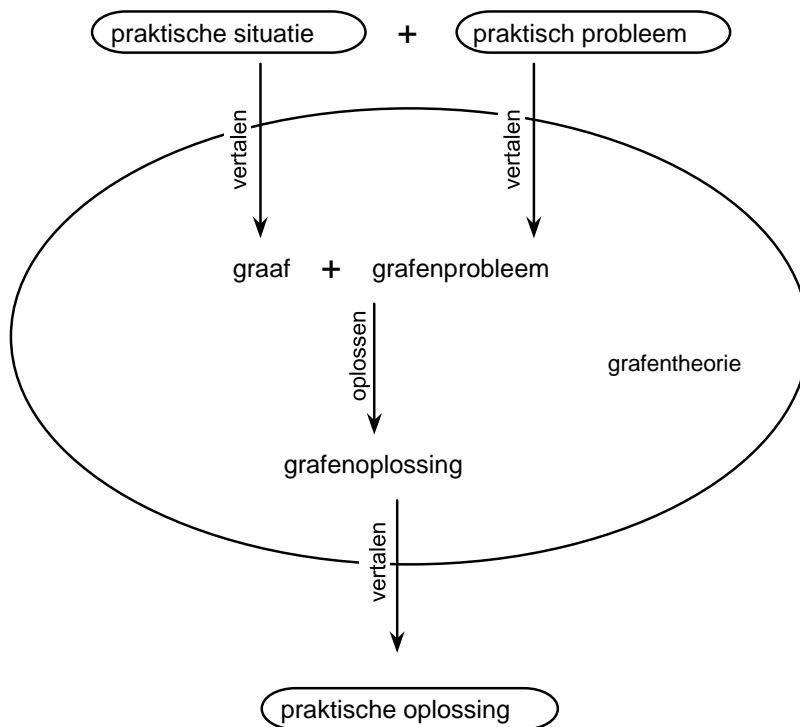 praktische situatie + praktisch probleem
vertalen vertalen
graaf + grafenprobleem
oplossen
grafentheorie
grafenoplossing
vertalen
praktische oplossing